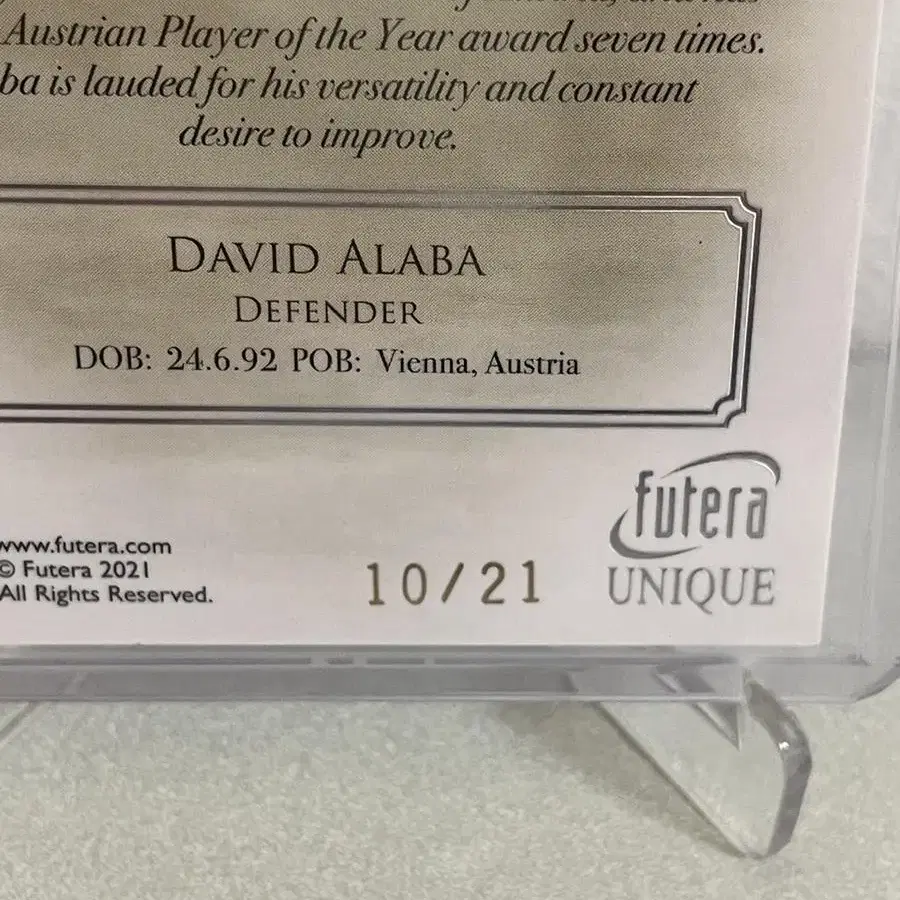 Austrian Player of the Year award seven times.
ba is lauded for his versatility and constant
desire to improve.
DAVID ALABA
DEFENDER
DOB: 24.6.92 POB: Vienna, Austria
www.futera.com
© Futera 2021
All Rights Reserved.
10/21
futera
UNIQUE